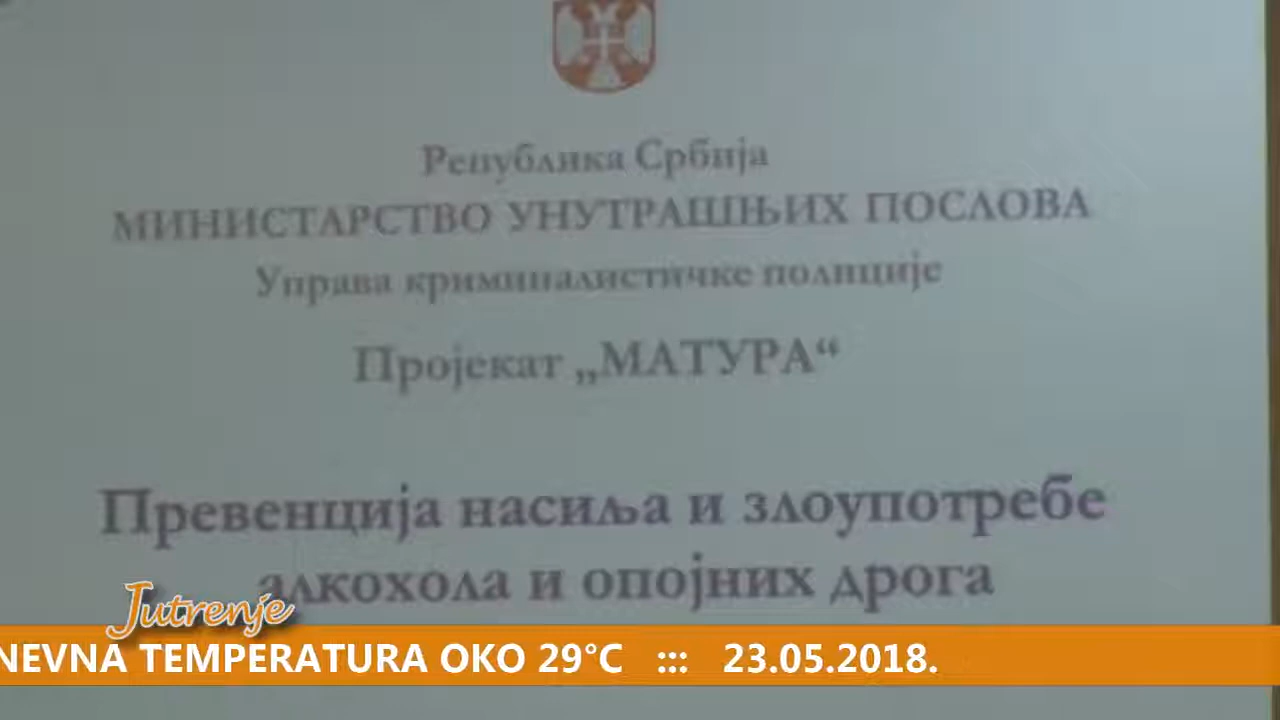 Република Србија
МИНИСТАРСТВО УНУТРАШЊИХ ПОСЛОВА
Управа криминалистичке полиције
Пројекат „МАТУРА“
Превенција насиља и злоупотребе
алкохола и опојних дрога
Jutrenje
NEVNA TEMPERATURA OKO 29°C ::: 23.05.2018.